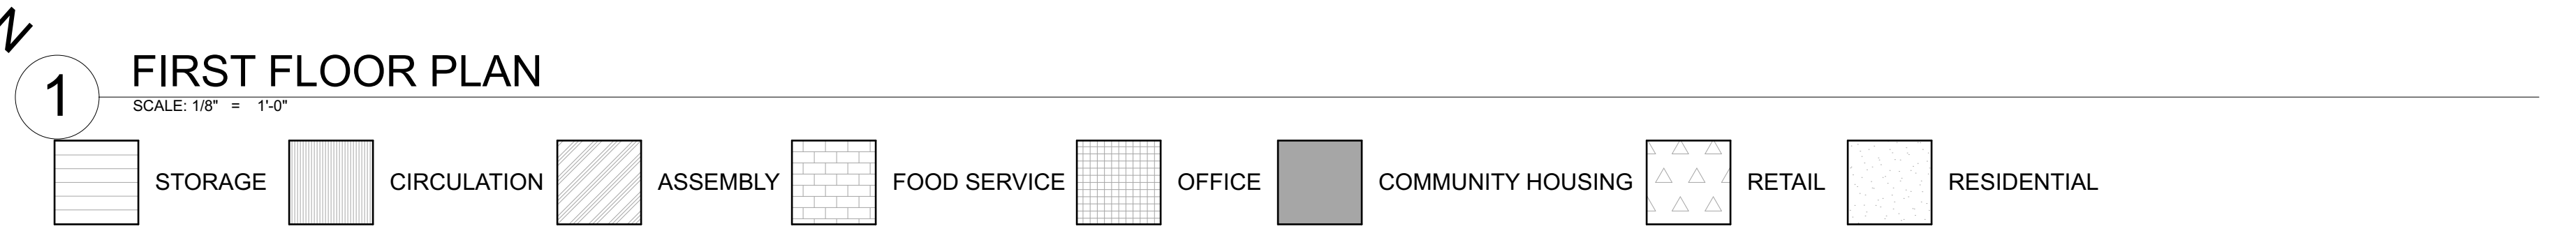 N
1
FIRST FLOOR PLAN
SCALE: 1/8" = 1'-0"
STORAGE CIRCULATION ASSEMBLY FOOD SERVICE OFFICE COMMUNITY HOUSING RETAIL RESIDENTIAL